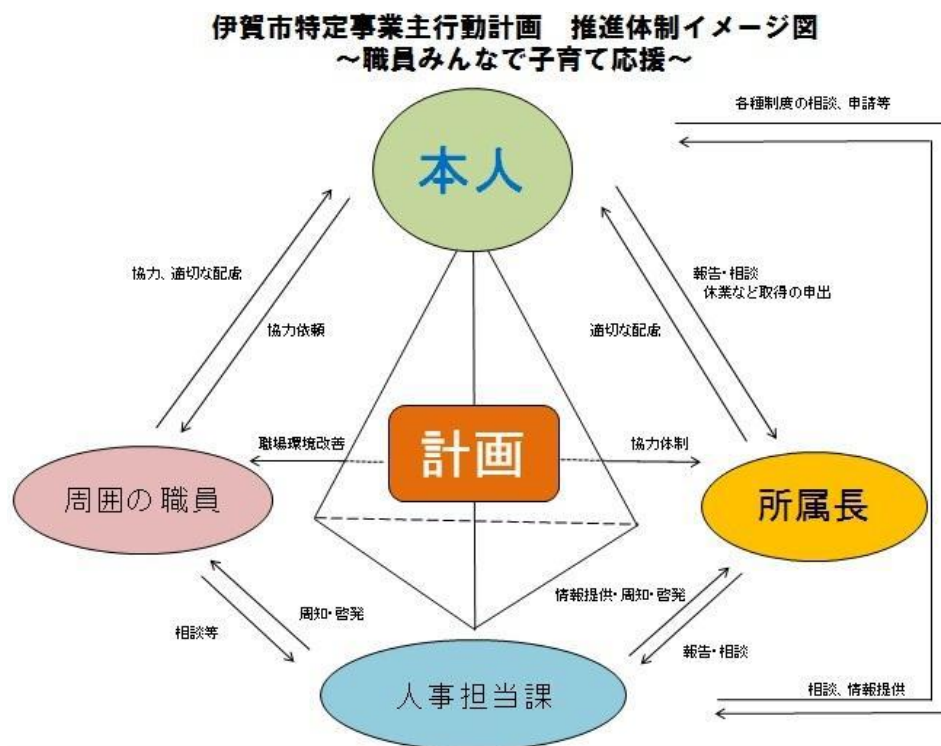 伊賀市特定事業主行動計画　推進体制イメージ図
～職員みんなで子育て応援～
各種制度の相談、申請等
本人
協力、適切な配慮
報告・相談
休業など取得の申出
協力依頼
適切な配慮
職場環境改善
計画
協力体制
周囲の職員
所属長
情報提供・周知・啓発
周知・啓発
相談等
報告・相談
人事担当課
相談、情報提供